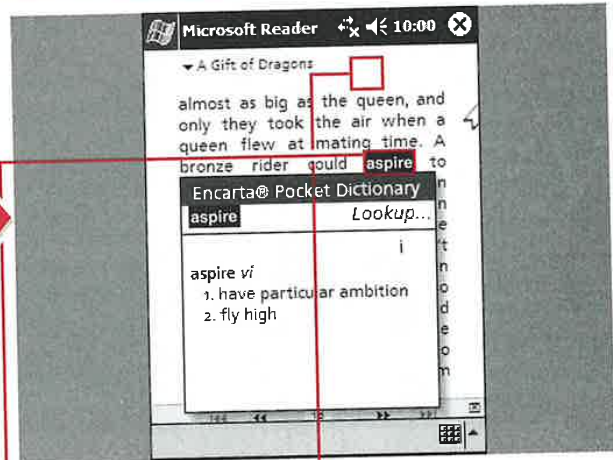 Microsoft Reader 10:00
A Gift of Dragons
almost as big as the queen, and
only they took the air when a
queen flew at mating time. A
bronze rider could aspire to
Encarta® Pocket Dictionary
aspire Lookup...
i
aspire vi
1. have particular ambition
2. fly high